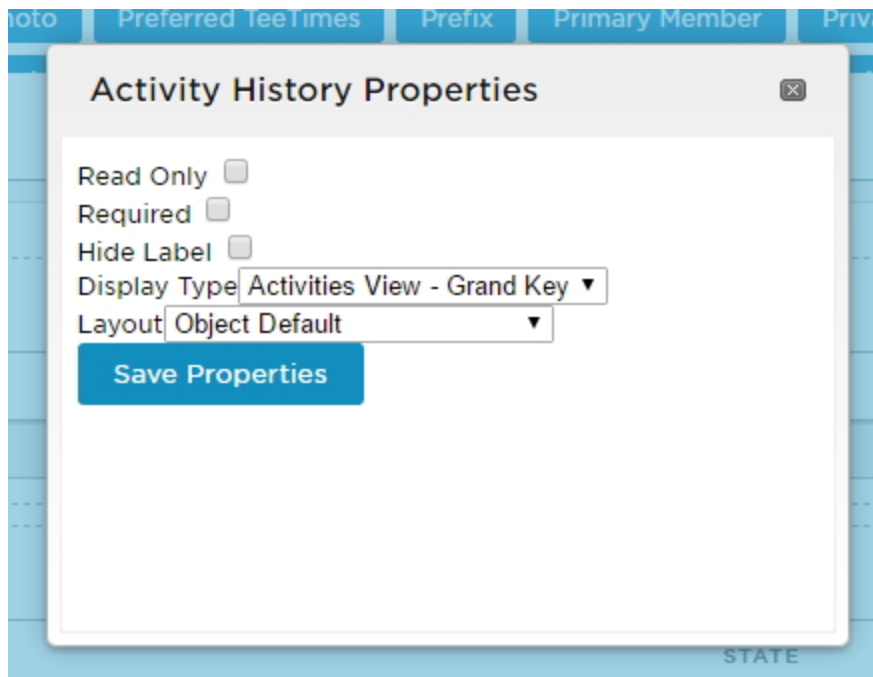 Preferred TeeTimes Prefix Primary Member
Activity History Properties
Read Only
Required
Hide Label
Display Type Activities View - Grand Key
Layout Object Default
Save Properties
STATE